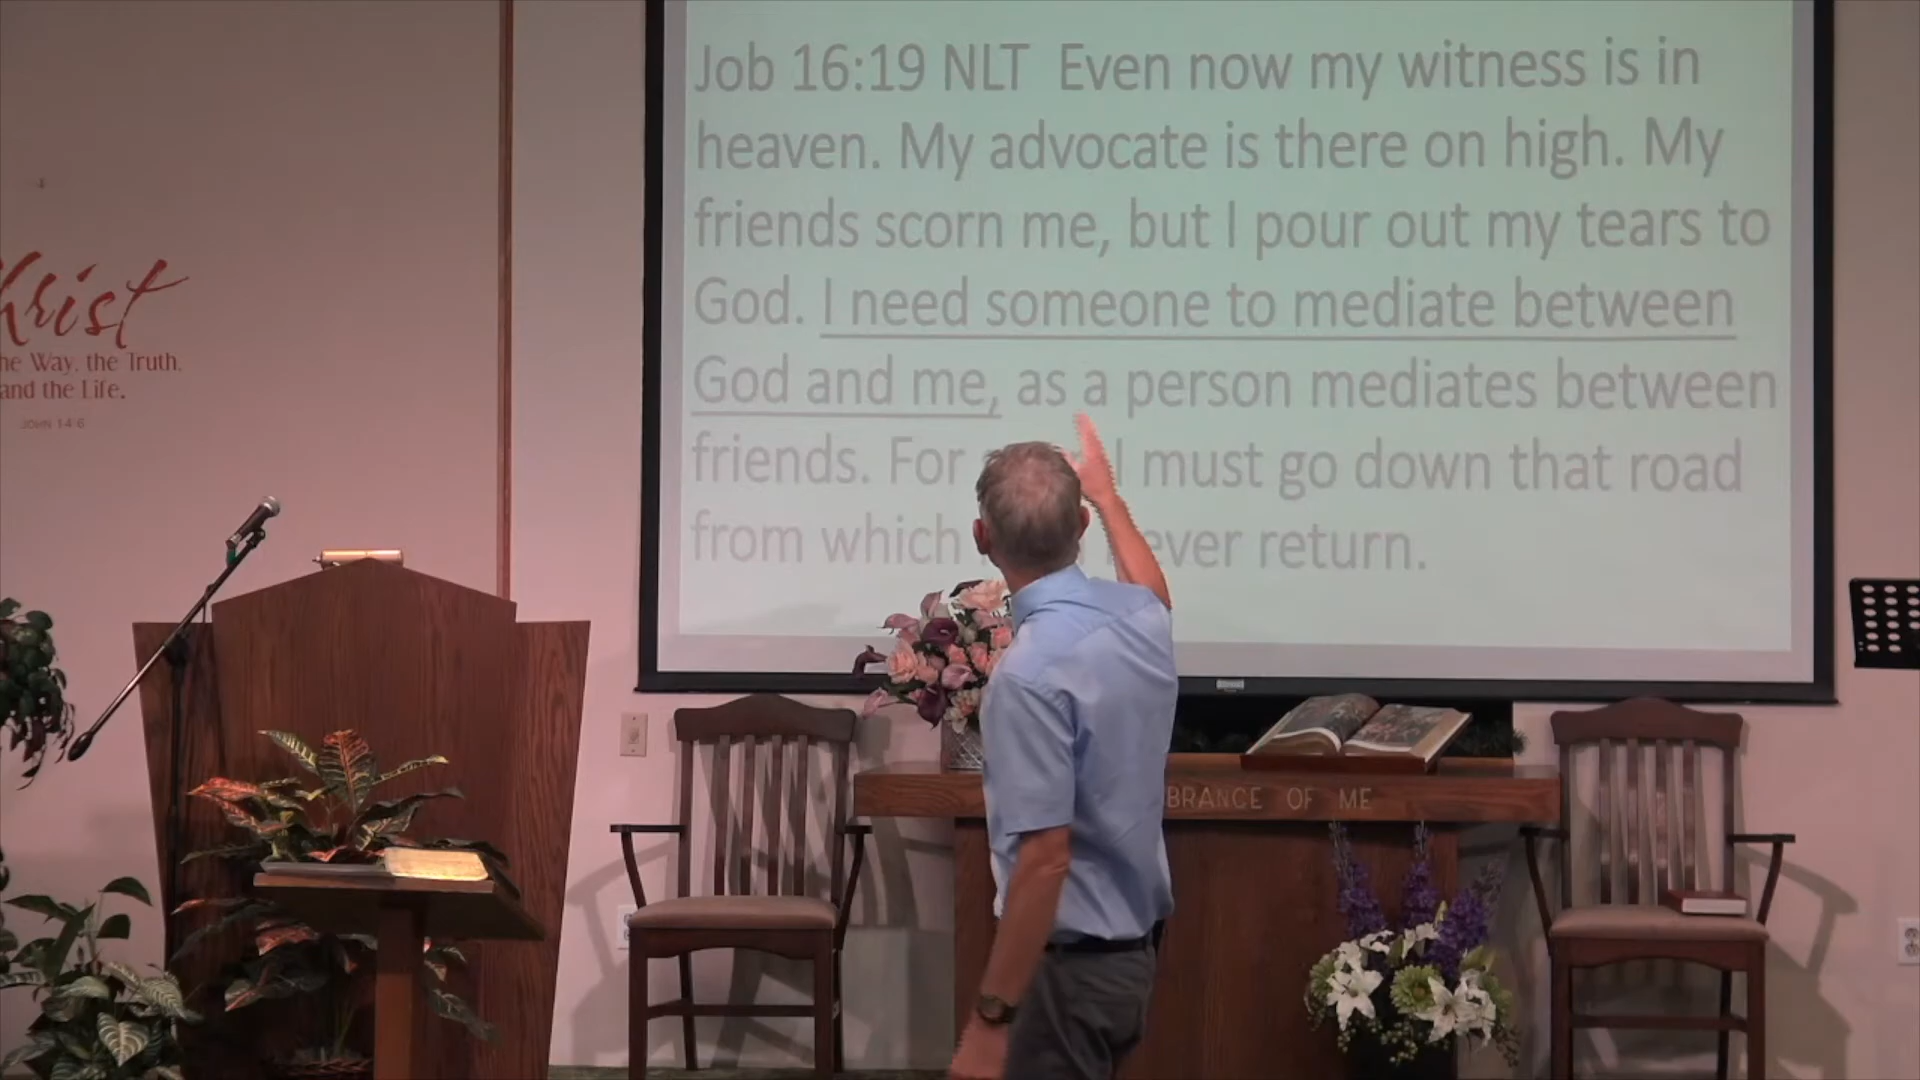 Job 16:19 NLT Even now my witness is in
heaven. My advocate is there on high. My
friends scorn me, but I pour out my tears to
God. I need someone to mediate between
God and me, as a person mediates between
friends. For I must go down that road
from which never return.
hrist
he Way, the Truth,
and the Life.
JOHN 14:6
BRANCE OF ME